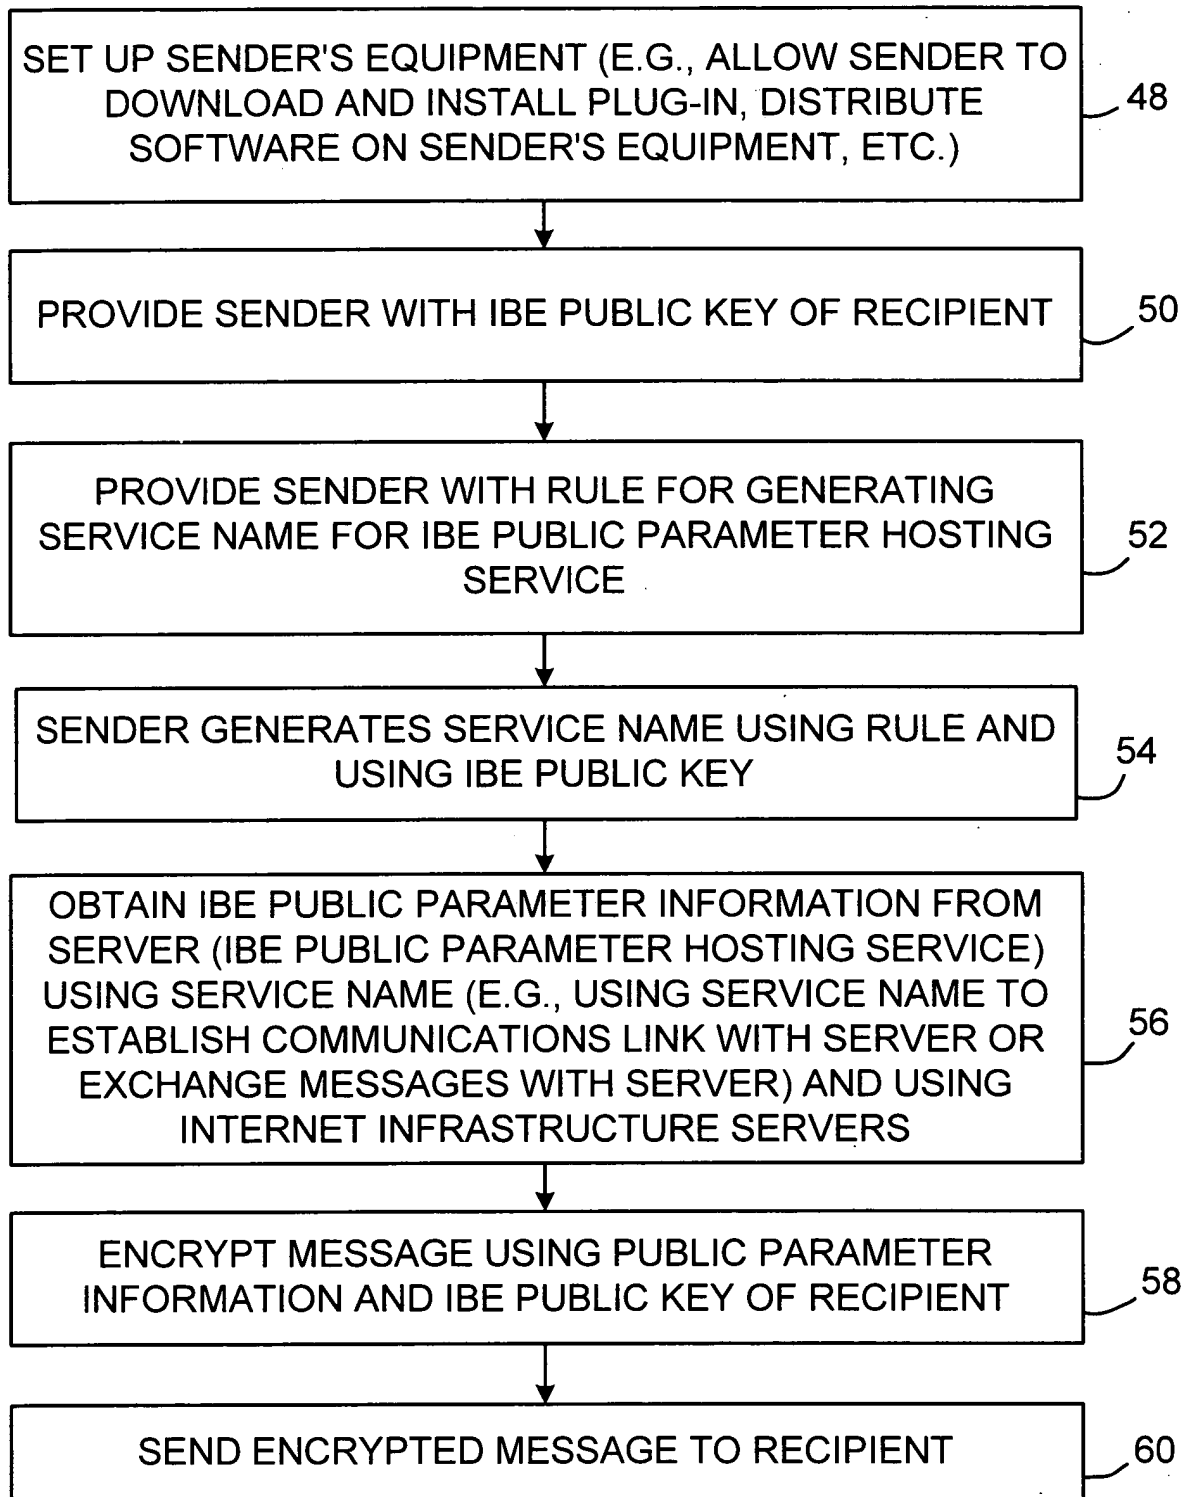 SET UP SENDER'S EQUIPMENT (E.G., ALLOW SENDER TO
DOWNLOAD AND INSTALL PLUG-IN, DISTRIBUTE
SOFTWARE ON SENDER'S EQUIPMENT, ETC.)
48
PROVIDE SENDER WITH IBE PUBLIC KEY OF RECIPIENT
50
PROVIDE SENDER WITH RULE FOR GENERATING
SERVICE NAME FOR IBE PUBLIC PARAMETER HOSTING
SERVICE
52
SENDER GENERATES SERVICE NAME USING RULE AND
USING IBE PUBLIC KEY
54
OBTAIN IBE PUBLIC PARAMETER INFORMATION FROM
SERVER (IBE PUBLIC PARAMETER HOSTING SERVICE)
USING SERVICE NAME (E.G., USING SERVICE NAME TO
ESTABLISH COMMUNICATIONS LINK WITH SERVER OR
EXCHANGE MESSAGES WITH SERVER) AND USING
INTERNET INFRASTRUCTURE SERVERS
56
ENCRYPT MESSAGE USING PUBLIC PARAMETER
INFORMATION AND IBE PUBLIC KEY OF RECIPIENT
58
SEND ENCRYPTED MESSAGE TO RECIPIENT
60